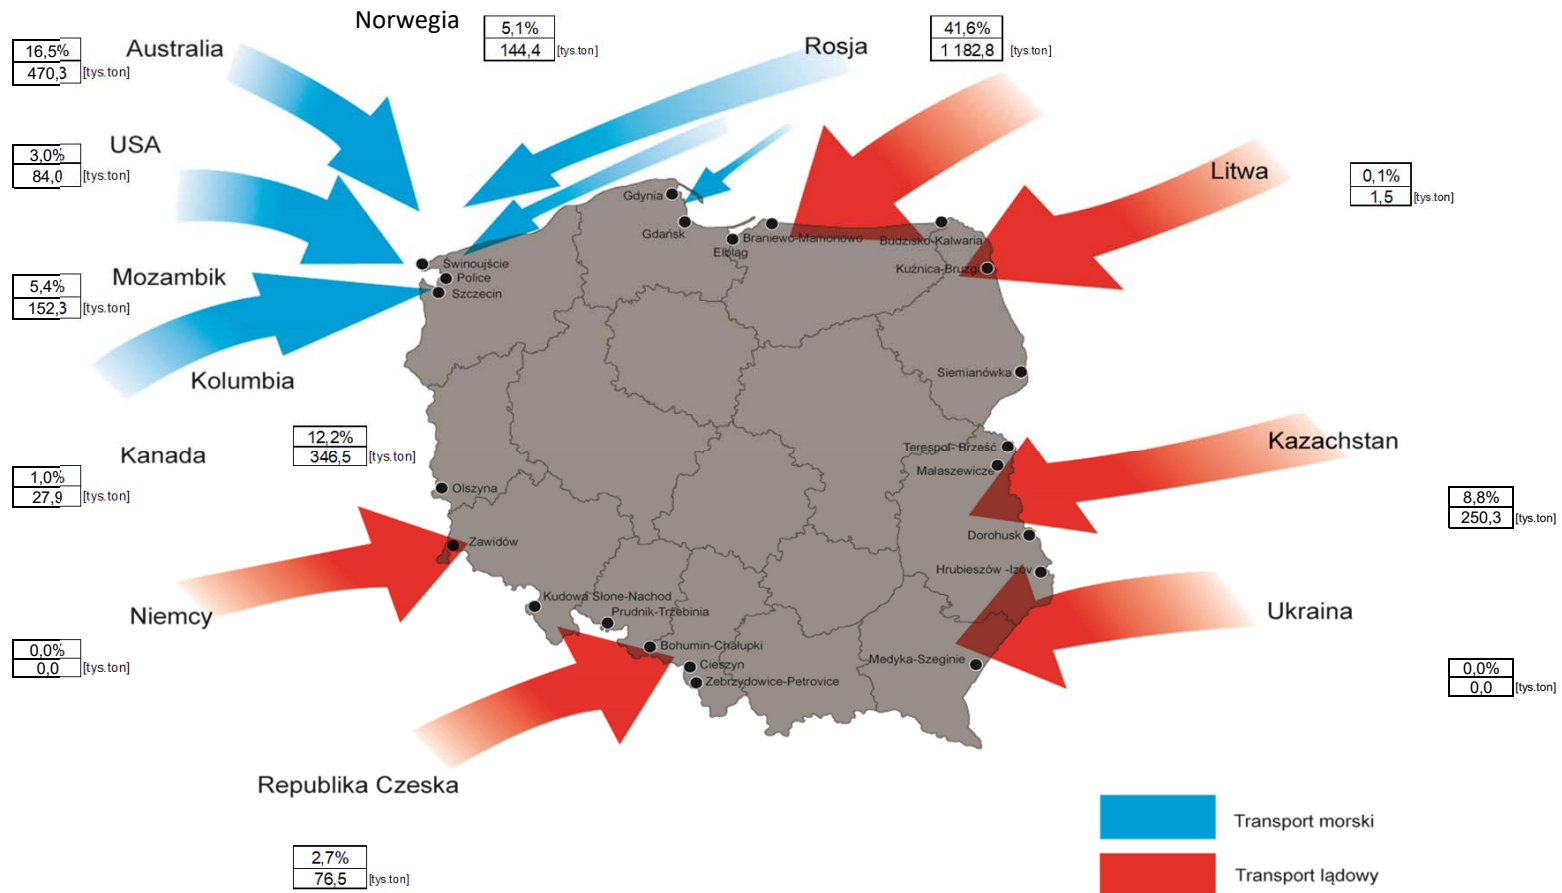 Norwegia
5,1%
144,4 [tys.ton]
Rosja
41,6%
1 182,8 [tys.ton]
Australia
16,5%
470,3 [tys.ton]
USA
3,0%
84,0 [tys.ton]
Litwa
0,1%
1,5 [tys.ton]
Mozambik
5,4%
152,3 [tys.ton]
Kolumbia
12,2%
346,5 [tys.ton]
Kanada
1,0%
27,9 [tys.ton]
Kazachstan
8,8%
250,3 [tys.ton]
Niemcy
0,0%
0,0 [tys.ton]
Ukraina
0,0%
0,0 [tys.ton]
Republika Czeska
2,7%
76,5 [tys.ton]
Gdynia
Gdańsk
Elbląg
Braniewo-Mamonowo
Budzisko-Kalwaria
Kuźnica-Bruzgi
Świnoujście
Police
Szczecin
Siemianówka
Terespol- Brześć
Małaszewicze
Olszyna
Zawidów
Dorohusk
Hrubieszów -Izów
Kudowa Słone-Nachod
Prudnik-Trzebinia
Bohumin-Chałupki
Cieszyn
Zebrzydowice-Petrovice
Medyka-Szeginie
Transport morski
Transport lądowy